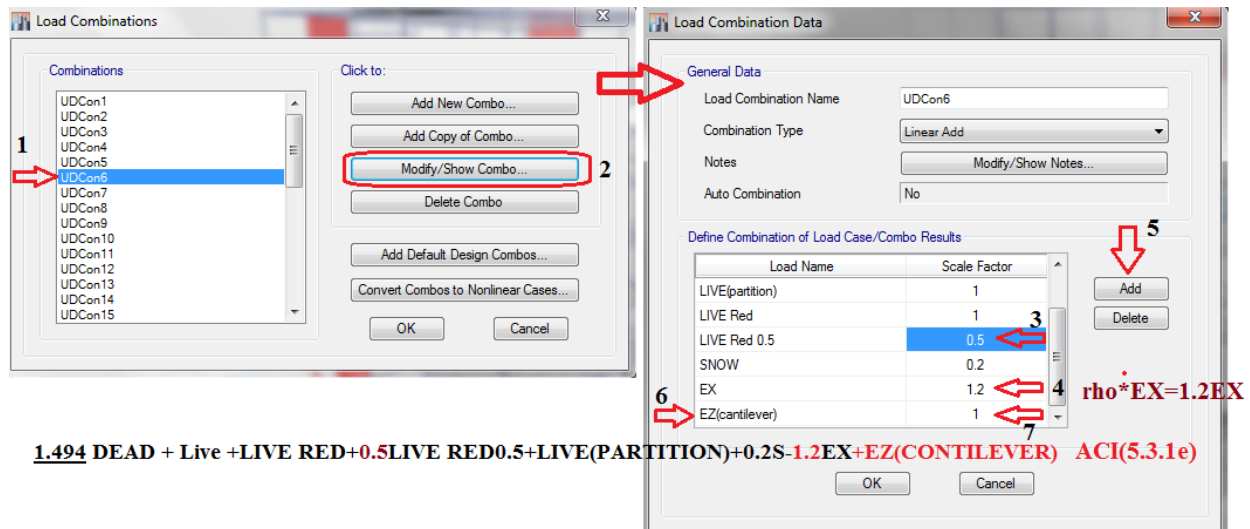 Load Combinations
x
Combinations
UDCon1
UDCon2
UDCon3
UDCon4
UDCon5
UDCon6
UDCon7
UDCon8
UDCon9
UDCon10
UDCon11
UDCon12
UDCon13
UDCon14
UDCon15
1
Click to:
Add New Combo...
Add Copy of Combo...
Modify/Show Combo...
2
Delete Combo
Add Default Design Combos...
Convert Combos to Nonlinear Cases...
OK Cancel
Load Combination Data
x
General Data
Load Combination Name UDCon6
Combination Type Linear Add
Notes Modify/Show Notes...
Auto Combination No
Define Combination of Load Case/Combo Results
5
Load Name Scale Factor
LIVE(partition) 1
Add
LIVE Red 1
3
Delete
LIVE Red 0.5 0.5
SNOW 0.2
EX 1.2
4 rho*EX=1.2EX
6
EZ(cantilever) 1
7
1.494 DEAD + Live +LIVE RED+0.5LIVE RED0.5+LIVE(PARTITION)+0.2S-1.2EX+EZ(CONTILEVER) ACI(5.3.1e)
OK Cancel